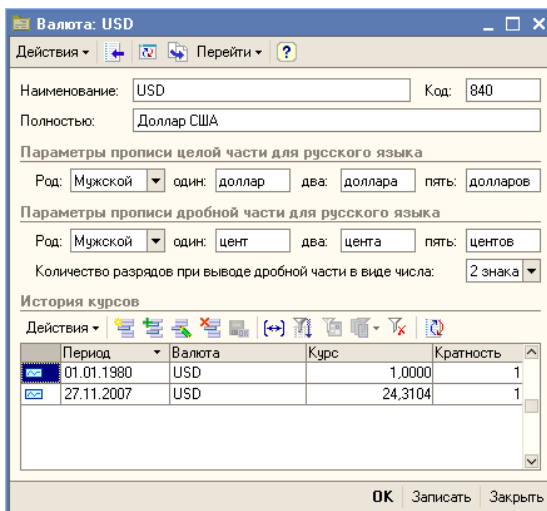 Валюта: USD
Действия Перейти ?
Наименование: USD Код: 840
Полностью: Доллар США
Параметры прописи целой части для русского языка
Род: Мужской один: доллар два: доллара пять: долларов
Параметры прописи дробной части для русского языка
Род: Мужской один: цент два: цента пять: центов
Количество разрядов при выводе дробной части в виде числа: 2 знака
История курсов
Действия
Период Валюта Курс Кратность
01.01.1980 USD 1,0000 1
27.11.2007 USD 24,3104 1
OK Записать Закрыть